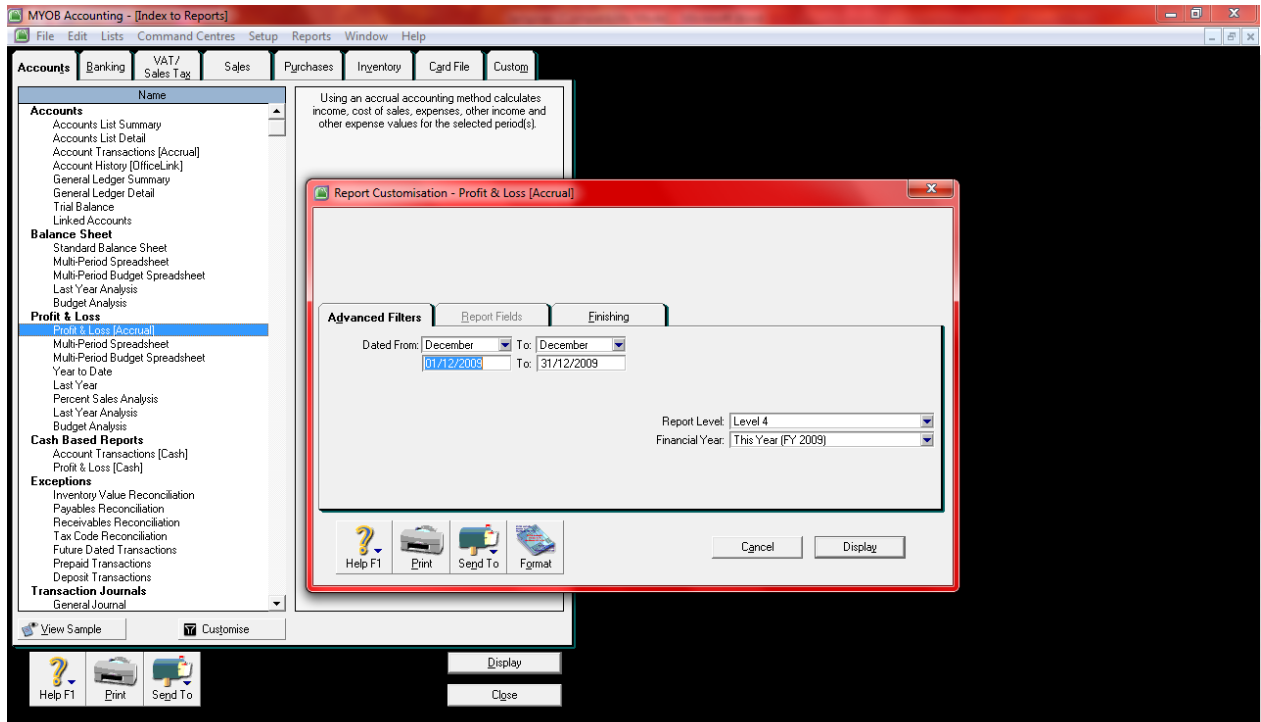 MYOB Accounting - [Index to Reports]
File Edit Lists Command Centres Setup Reports Window Help
Accounts Banking VAT/ Sales Tax Sales Purchases Inventory Card File Custom
Name
Accounts
Accounts List Summary
Accounts List Detail
Account Transactions [Accrual]
Account History [OfficeLink]
General Ledger Summary
General Ledger Detail
Trial Balance
Linked Accounts
Balance Sheet
Standard Balance Sheet
Multi-Period Spreadsheet
Multi-Period Budget Spreadsheet
Last Year Analysis
Budget Analysis
Profit & Loss
Profit & Loss [Accrual]
Multi-Period Spreadsheet
Multi-Period Budget Spreadsheet
Year to Date
Last Year
Percent Sales Analysis
Last Year Analysis
Budget Analysis
Cash Based Reports
Account Transactions [Cash]
Profit & Loss [Cash]
Exceptions
Inventory Value Reconciliation
Payables Reconciliation
Receivables Reconciliation
Tax Code Reconciliation
Future Dated Transactions
Prepaid Transactions
Deposit Transactions
Transaction Journals
General Journal
View Sample Customise
Using an accrual accounting method calculates
income, cost of sales, expenses, other income and
other expense values for the selected period(s).
Report Customisation - Profit & Loss [Accrual]
Advanced Filters Report Fields Finishing
Dated From: December To: December
01/12/2009 To: 31/12/2009
Report Level: Level 4
Financial Year: This Year (FY 2009)
Help F1 Print Send To Format
Cancel Display
Help F1 Print Send To
Display
Close